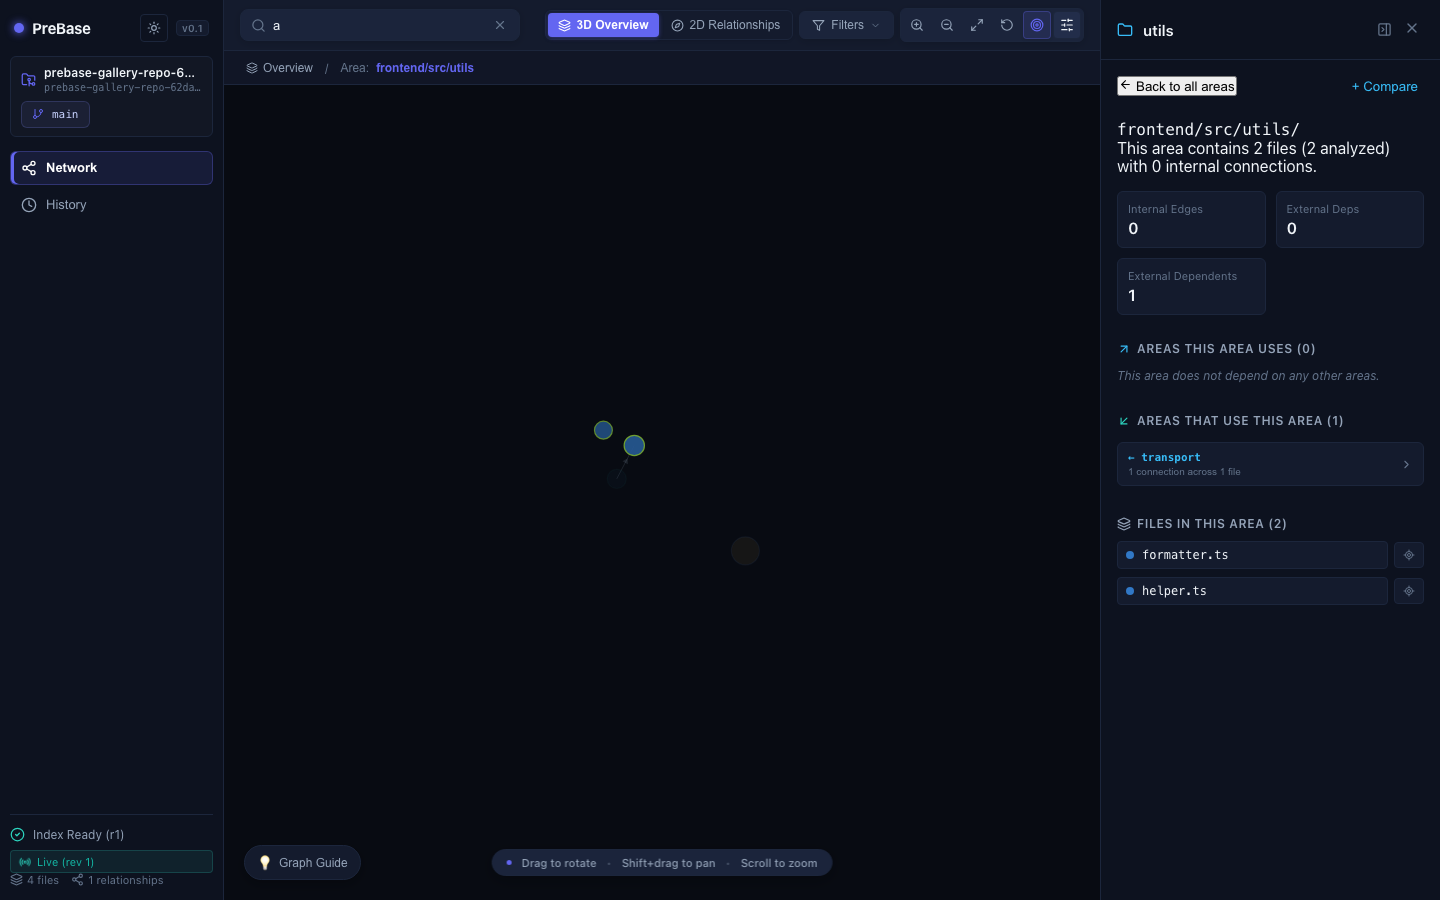 PreBase
v0.1
prebase-gallery-repo-6...
prebase-gallery-repo-62da…
main
Network
History
Index Ready (r1)
Live (rev 1)
4 files
1 relationships
a
3D Overview
2D Relationships
Filters
Overview / Area: frontend/src/utils
Graph Guide
Drag to rotate - Shift+drag to pan - Scroll to zoom
utils
← Back to all areas
+ Compare
frontend/src/utils/
This area contains 2 files (2 analyzed)
with 0 internal connections.
Internal Edges
0
External Deps
0
External Dependents
1
AREAS THIS AREA USES (0)
This area does not depend on any other areas.
AREAS THAT USE THIS AREA (1)
← transport
1 connection across 1 file
FILES IN THIS AREA (2)
formatter.ts
helper.ts